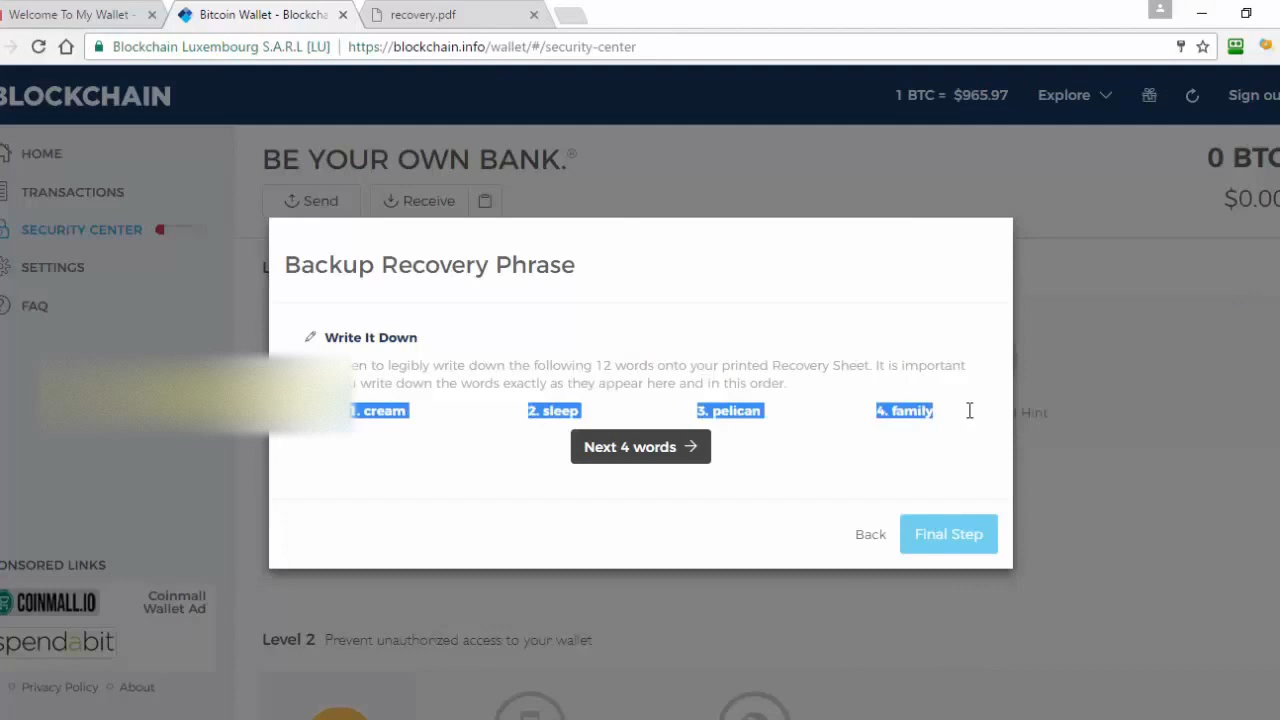 Welcome To My Wallet -
Bitcoin Wallet - Blockcha
recovery.pdf
Blockchain Luxembourg S.A.R.L [LU]
https://blockchain.info/wallet/#/security-center
BLOCKCHAIN
1 BTC = $965.97
Explore
Sign ou
HOME
TRANSACTIONS
SECURITY CENTER
SETTINGS
FAQ
BE YOUR OWN BANK.®
0 BTC
$0.00
Send
Receive
Backup Recovery Phrase
Write It Down
en to legibly write down the following 12 words onto your printed Recovery Sheet. It is important
write down the words exactly as they appear here and in this order.
1. cream
2. sleep
3. pelican
4. family
Hint
Next 4 words
Back
Final Step
ONSORED LINKS
COINMALL.IO
Coinmall
Wallet Ad
spendabit
Privacy Policy
About
Level 2 Prevent unauthorized access to your wallet